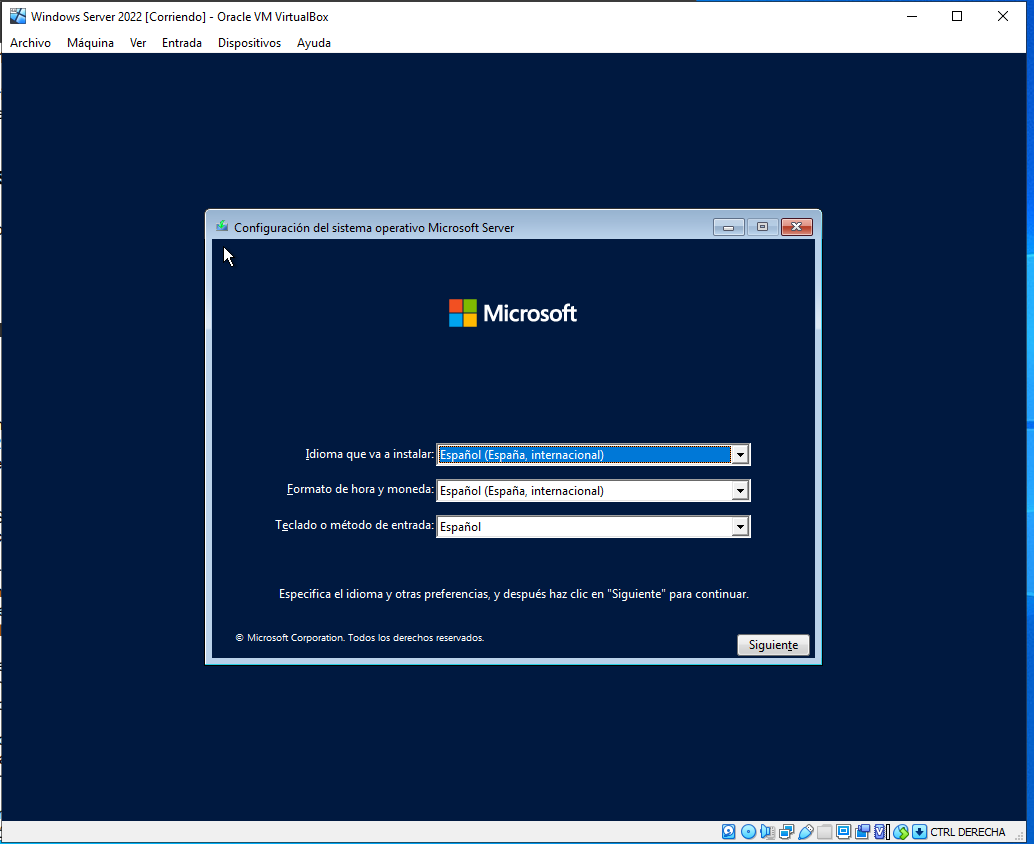 Windows Server 2022 [Corriendo] - Oracle VM VirtualBox
Archivo Máquina Ver Entrada Dispositivos Ayuda
Configuración del sistema operativo Microsoft Server
Microsoft
Idioma que va a instalar: Español (España, internacional)
Formato de hora y moneda: Español (España, internacional)
Teclado o método de entrada: Español
Especifica el idioma y otras preferencias, y después haz clic en "Siguiente" para continuar.
© Microsoft Corporation. Todos los derechos reservados.
Siguiente
CTRL DERECHA